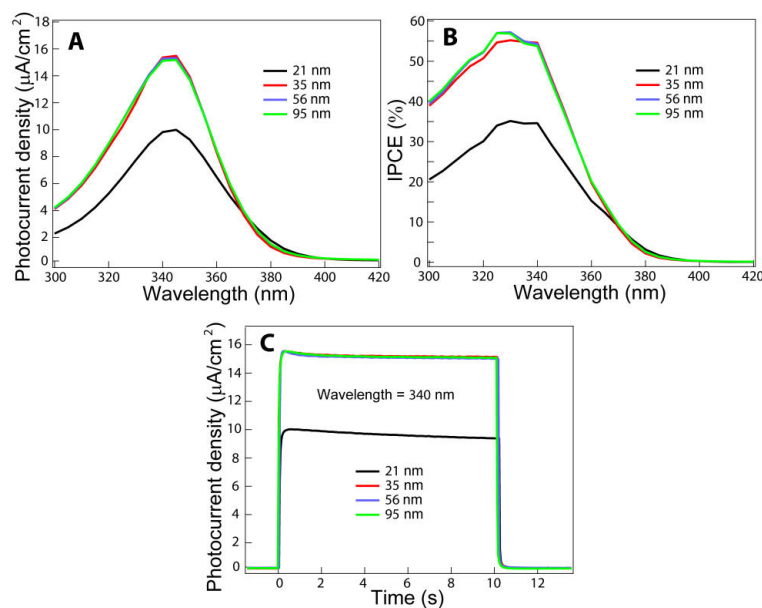 A
Photocurrent density (μA/cm²)
16
14
12
10
8
6
4
2
0
21 nm
35 nm
56 nm
95 nm
300 320 340 360 380 400 420
Wavelength (nm)
B
IPCE (%)
60
50
40
30
20
10
0
21 nm
35 nm
56 nm
95 nm
300 320 340 360 380 400 420
Wavelength (nm)
C
Photocurrent density (μA/cm²)
16
14
12
10
8
6
4
2
0
Wavelength = 340 nm
21 nm
35 nm
56 nm
95 nm
0 2 4 6 8 10 12
Time (s)